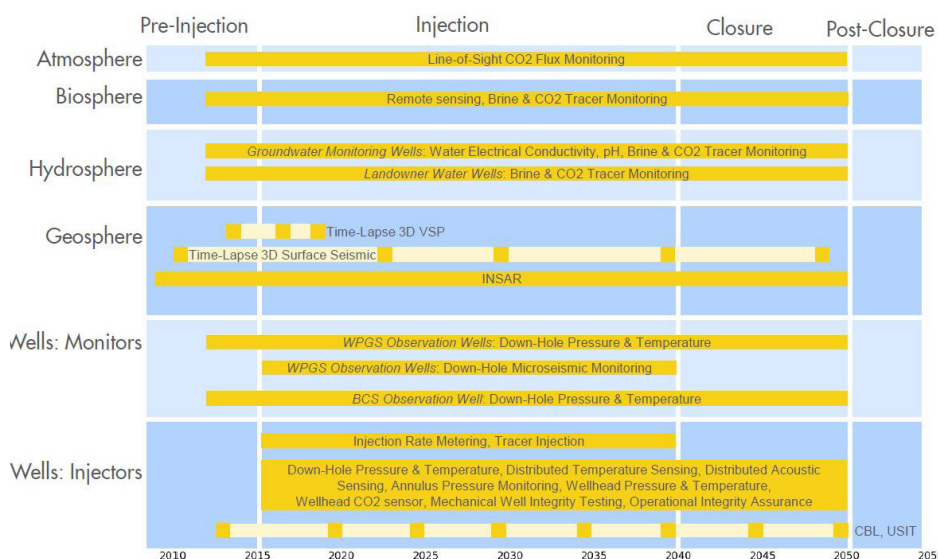 Pre-Injection Injection Closure Post-Closure
Atmosphere
Line-of-Sight CO2 Flux Monitoring
Biosphere
Remote sensing, Brine & CO2 Tracer Monitoring
Hydrosphere
Groundwater Monitoring Wells: Water Electrical Conductivity, pH, Brine & CO2 Tracer Monitoring
Landowner Water Wells: Brine & CO2 Tracer Monitoring
Geosphere
Time-Lapse 3D VSP
Time-Lapse 3D Surface Seismic
INSAR
Wells: Monitors
WPGS Observation Wells: Down-Hole Pressure & Temperature
WPGS Observation Wells: Down-Hole Microseismic Monitoring
BCS Observation Well: Down-Hole Pressure & Temperature
Wells: Injectors
Injection Rate Metering, Tracer Injection
Down-Hole Pressure & Temperature, Distributed Temperature Sensing, Distributed Acoustic
Sensing, Annulus Pressure Monitoring, Wellhead Pressure & Temperature,
Wellhead CO2 sensor, Mechanical Well Integrity Testing, Operational Integrity Assurance
CBL, USIT
2010 2015 2020 2025 2030 2035 2040 2045 2050 205